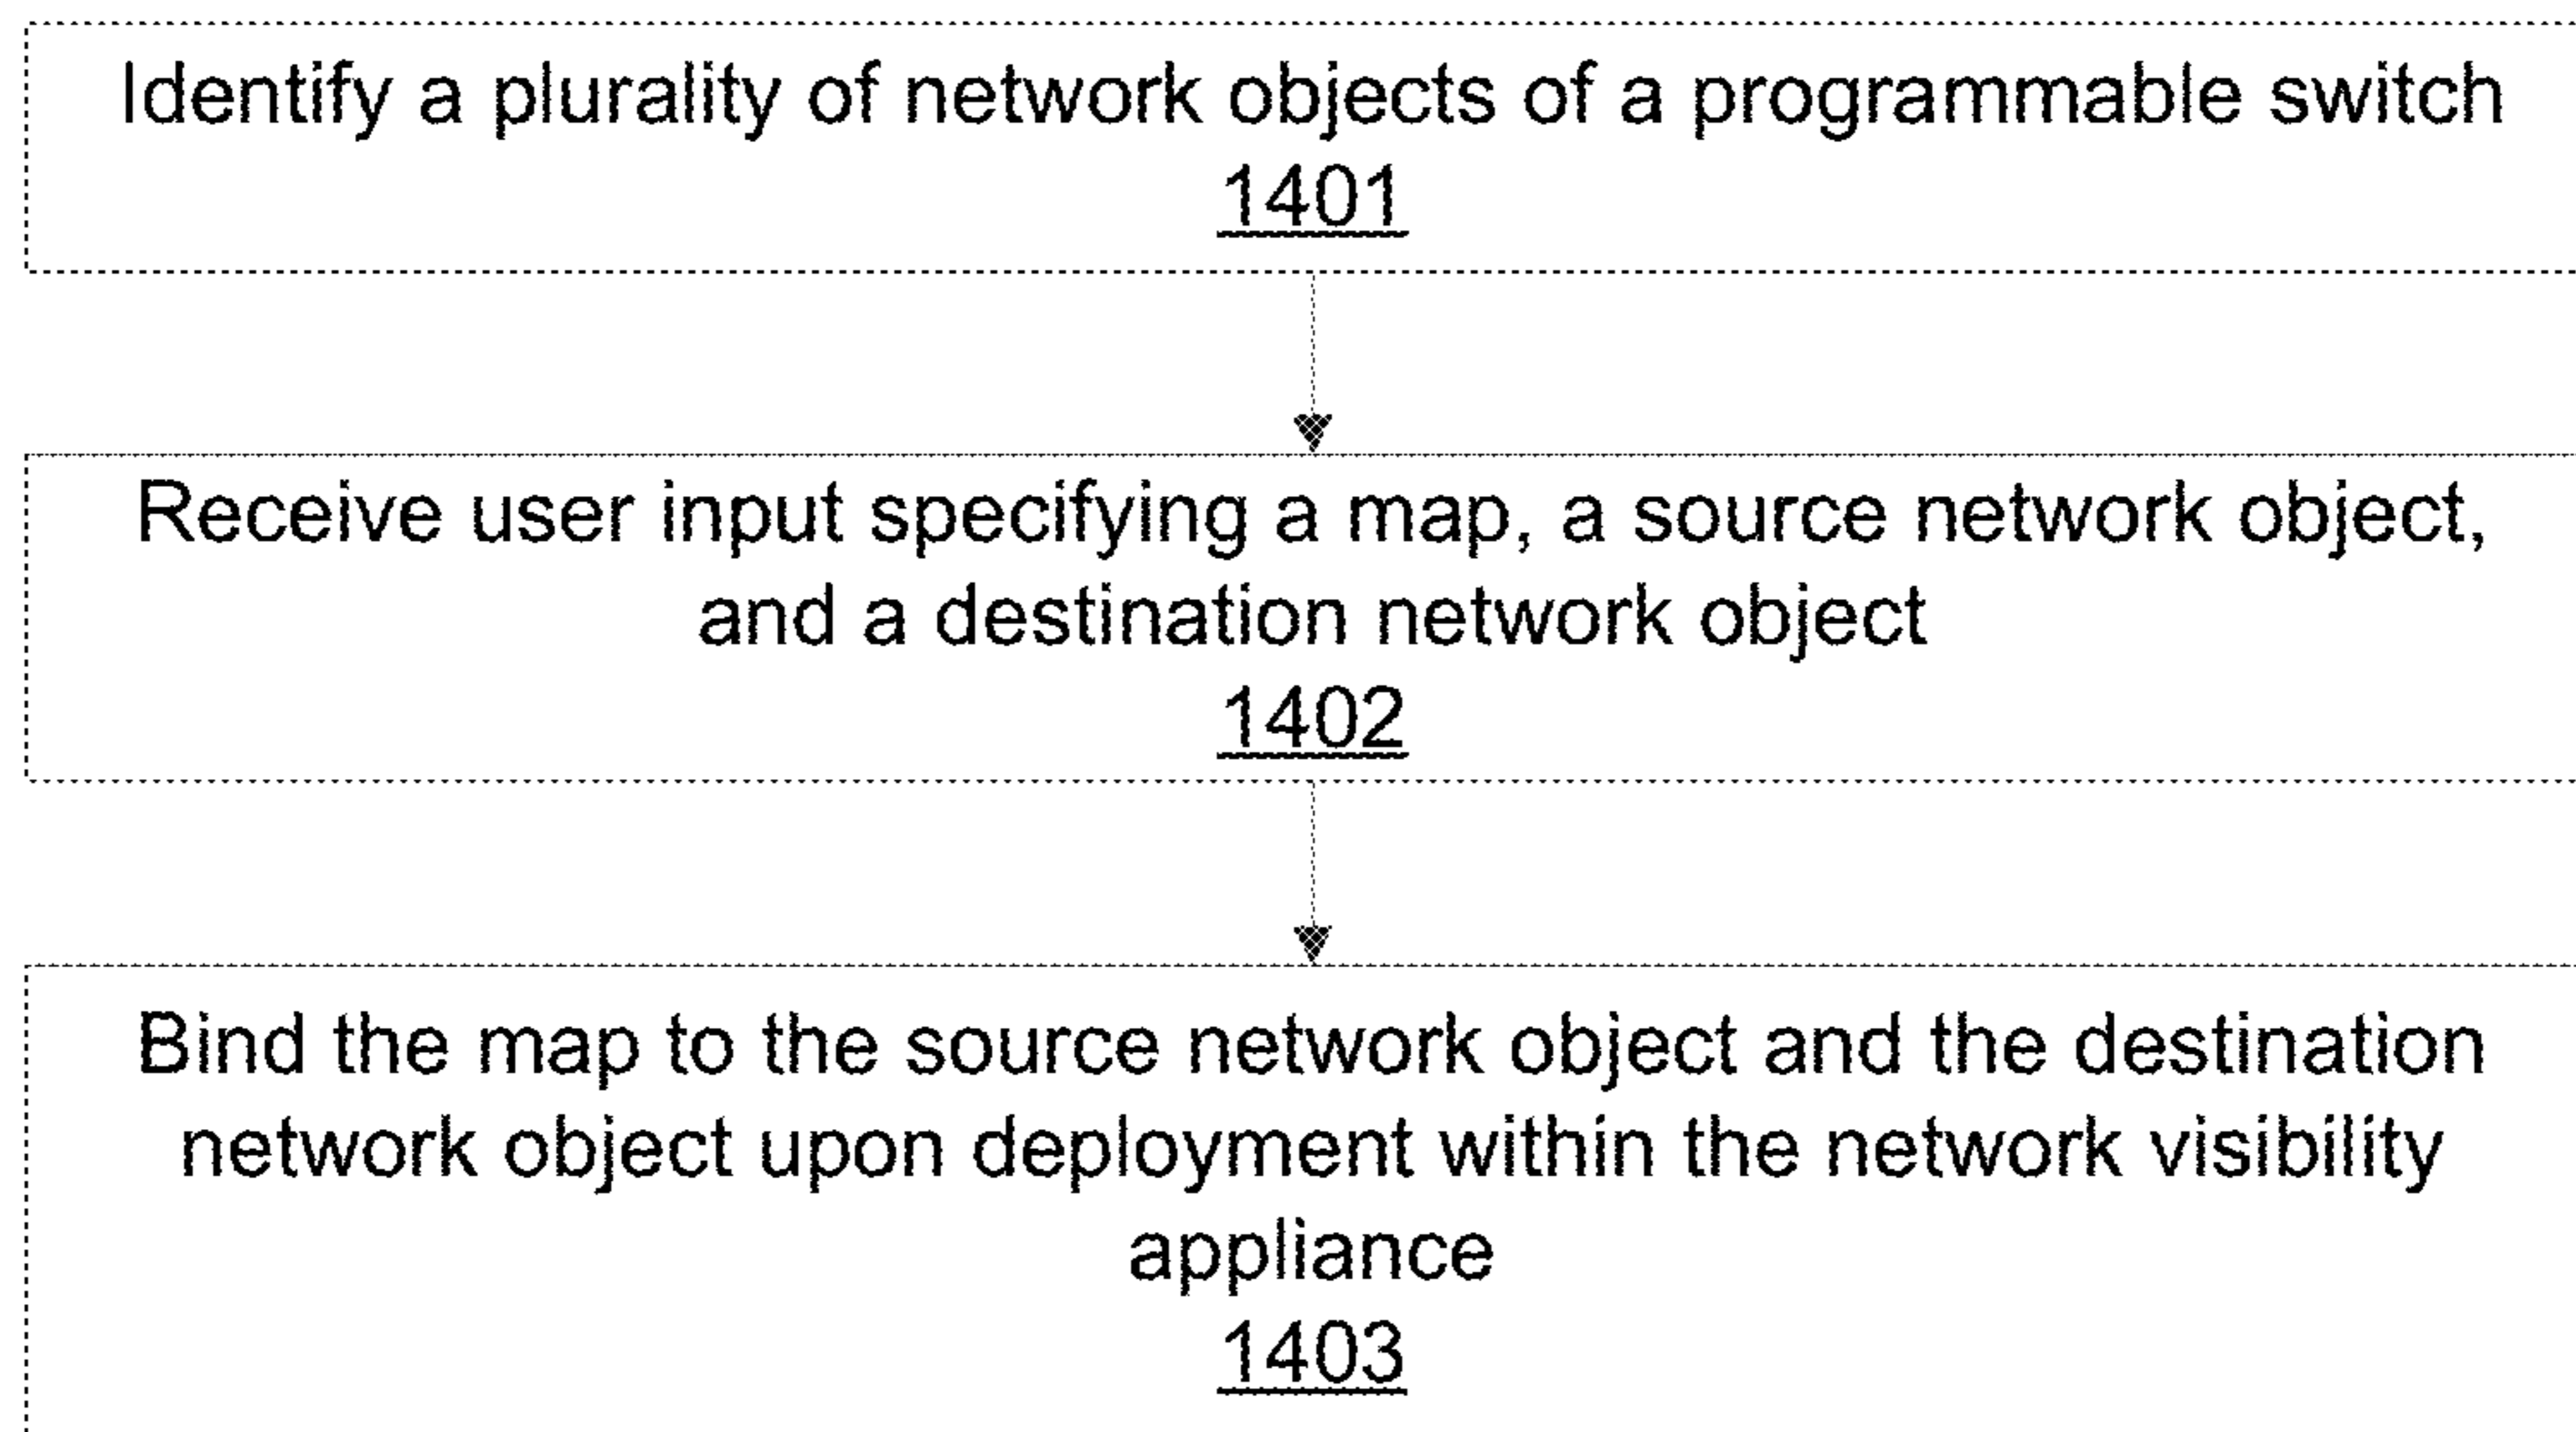 Identify a plurality of network objects of a programmable switch
1401
Receive user input specifying a map, a source network object,
and a destination network object
1402
Bind the map to the source network object and the destination
network object upon deployment within the network visibility
appliance
1403